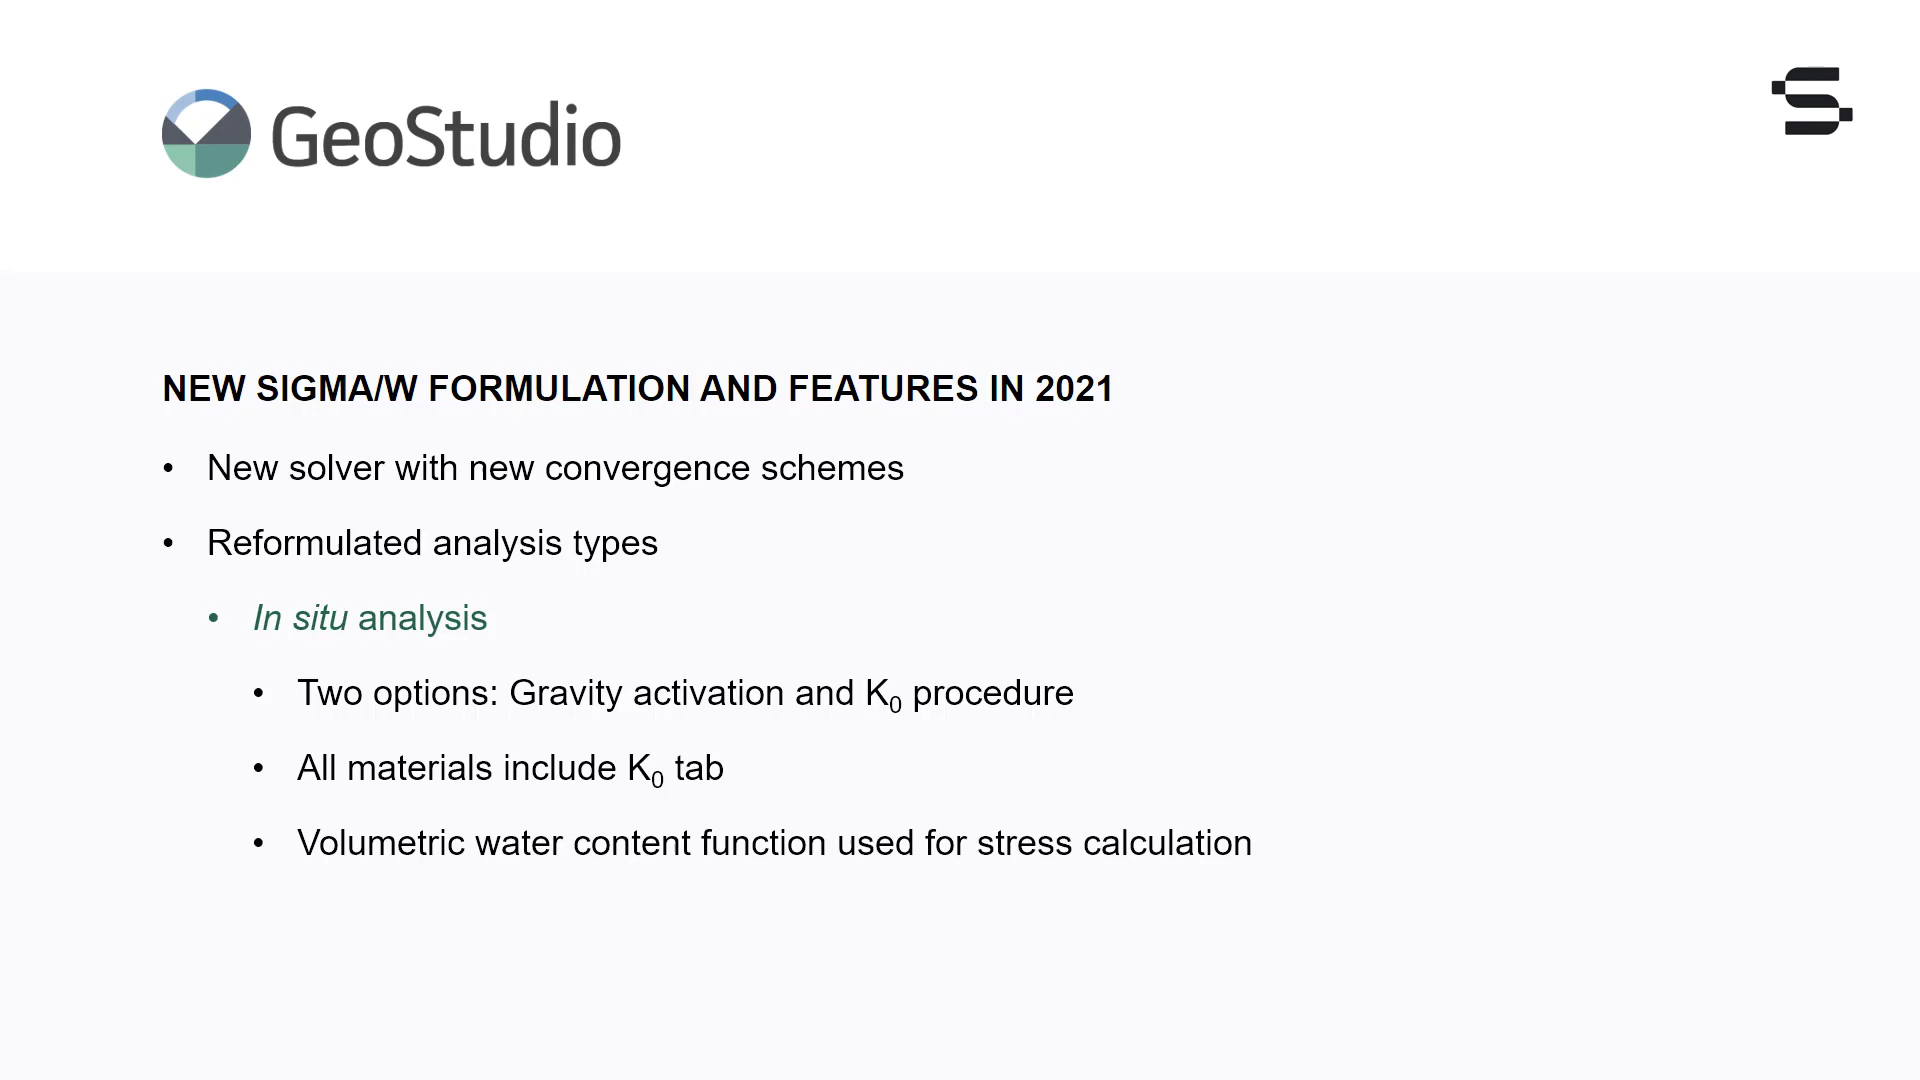 GeoStudio
NEW SIGMA/W FORMULATION AND FEATURES IN 2021
• New solver with new convergence schemes
• Reformulated analysis types
• In situ analysis
• Two options: Gravity activation and K₀ procedure
• All materials include K₀ tab
• Volumetric water content function used for stress calculation